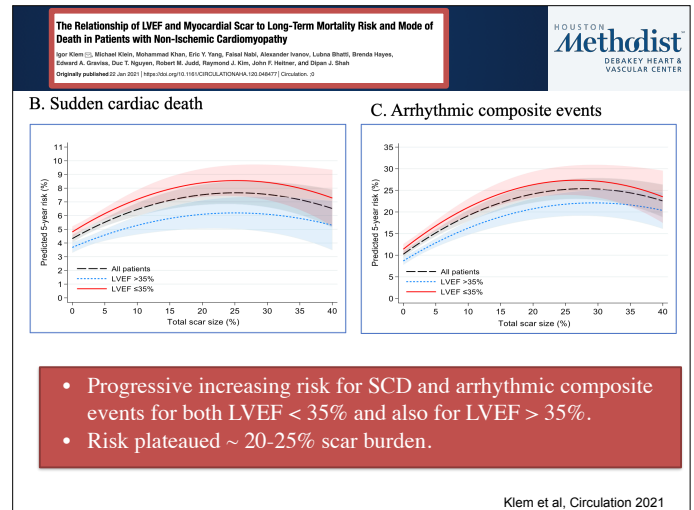 The Relationship of LVEF and Myocardial Scar to Long-Term Mortality Risk and Mode of
Death in Patients with Non-Ischemic Cardiomyopathy
Igor Klem, Michael Klein, Mohammad Khan, Eric Y. Yang, Faisal Nabi, Alexander Ivanov, Lubna Bhatti, Brenda Hayes,
Edward A. Graviss, Duc T. Nguyen, Robert M. Judd, Raymond J. Kim, John F. Heitner, and Dipan J. Shah
Originally published 22 Jan 2021 | https://doi.org/10.1161/CIRCULATIONAHA.120.048477 | Circulation. ;0
HOUSTON
Methodist
DEBAKEY HEART &
VASCULAR CENTER
B. Sudden cardiac death
Predicted 5-year risk (%)
11
10
9
8
7
6
5
4
3
2
1
0
All patients
LVEF >35%
LVEF ≤35%
0 5 10 15 20 25 30 35 40
Total scar size (%)
C. Arrhythmic composite events
Predicted 5-year risk (%)
35
30
25
20
15
10
5
0
All patients
LVEF >35%
LVEF ≤35%
0 5 10 15 20 25 30 35 40
Total scar size (%)
• Progressive increasing risk for SCD and arrhythmic composite
events for both LVEF < 35% and also for LVEF > 35%.
• Risk plateaued ~ 20-25% scar burden.
Klem et al, Circulation 2021